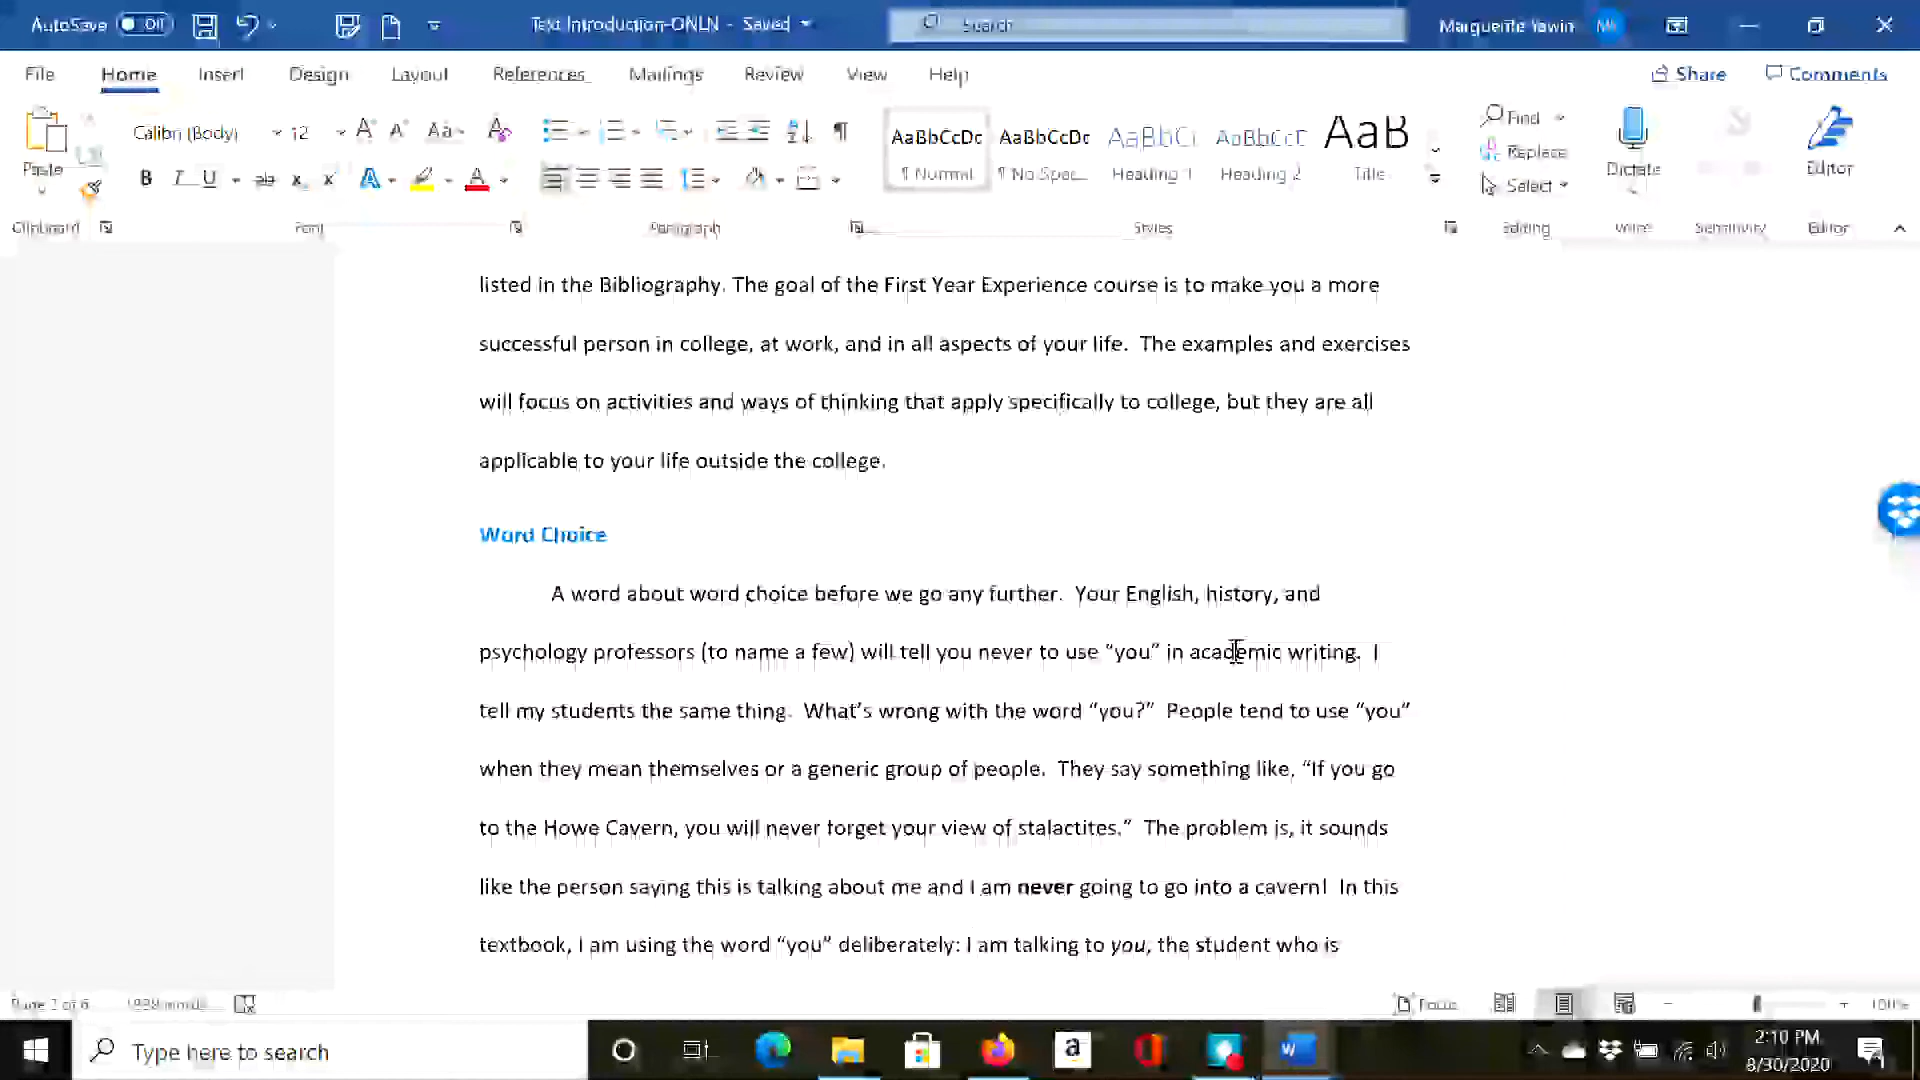 AutoSave Off Text Introduction-ONLN - Saved Search Marguerite Yawin
File Home Insert Design Layout References Mailings Review View Help Share Comments
Paste Calibri (Body) 12 Aa AaBbCcDc AaBbCcDc AaBbC AaBbCcC AaB Find Replace Select Dictate Editor
B I U ab x x A A ¶ Normal ¶ No Spac... Heading 1 Heading 2 Title
Clipboard Font Paragraph Styles Editing Voice Sensitivity Editor
listed in the Bibliography. The goal of the First Year Experience course is to make you a more
successful person in college, at work, and in all aspects of your life. The examples and exercises
will focus on activities and ways of thinking that apply specifically to college, but they are all
applicable to your life outside the college.
Word Choice
A word about word choice before we go any further. Your English, history, and
psychology professors (to name a few) will tell you never to use “you” in academic writing. I
tell my students the same thing. What’s wrong with the word “you?” People tend to use “you”
when they mean themselves or a generic group of people. They say something like, “If you go
to the Howe Cavern, you will never forget your view of stalactites.” The problem is, it sounds
like the person saying this is talking about me and I am never going to go into a cavern! In this
textbook, I am using the word “you” deliberately: I am talking to you, the student who is
Focus 100%
Type here to search
2:10 PM
8/30/2020